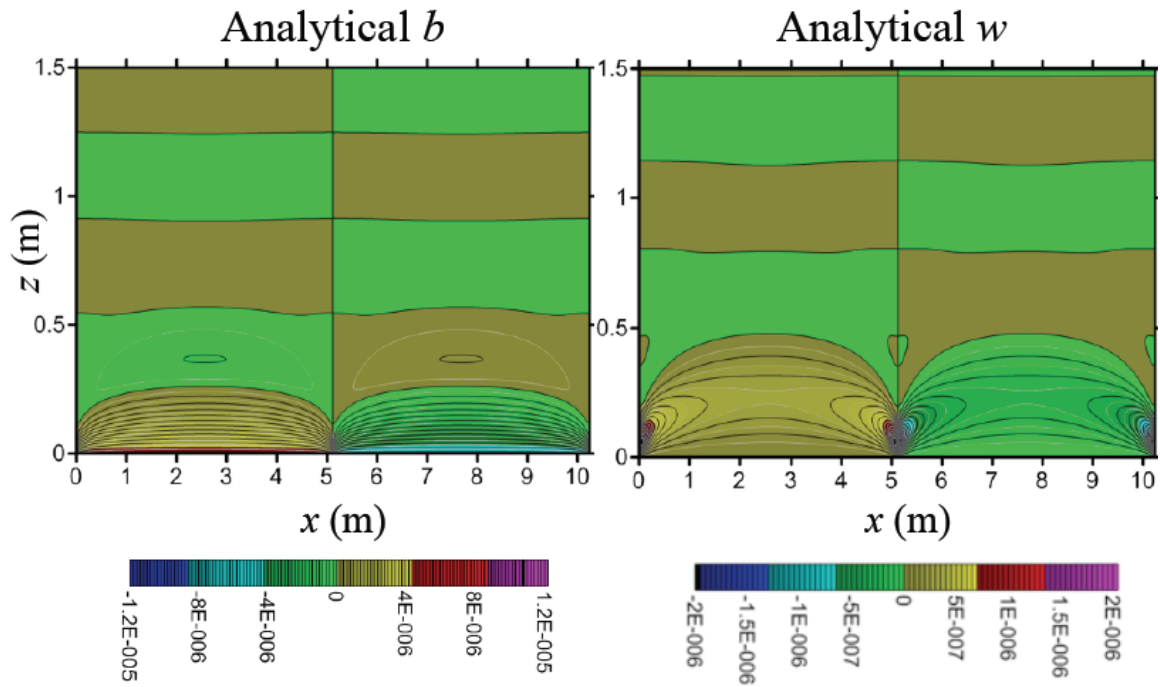 Analytical b
Analytical w
1.5
1
0.5
0
z (m)
0 1 2 3 4 5 6 7 8 9 10
x (m)
1.5
1
0.5
0
0 1 2 3 4 5 6 7 8 9 10
x (m)
-1.2E-005
-8E-006
-4E-006
0
4E-006
8E-006
1.2E-005
-2E-006
-1.5E-006
-1E-006
-5E-007
0
5E-007
1E-006
1.5E-006
2E-006